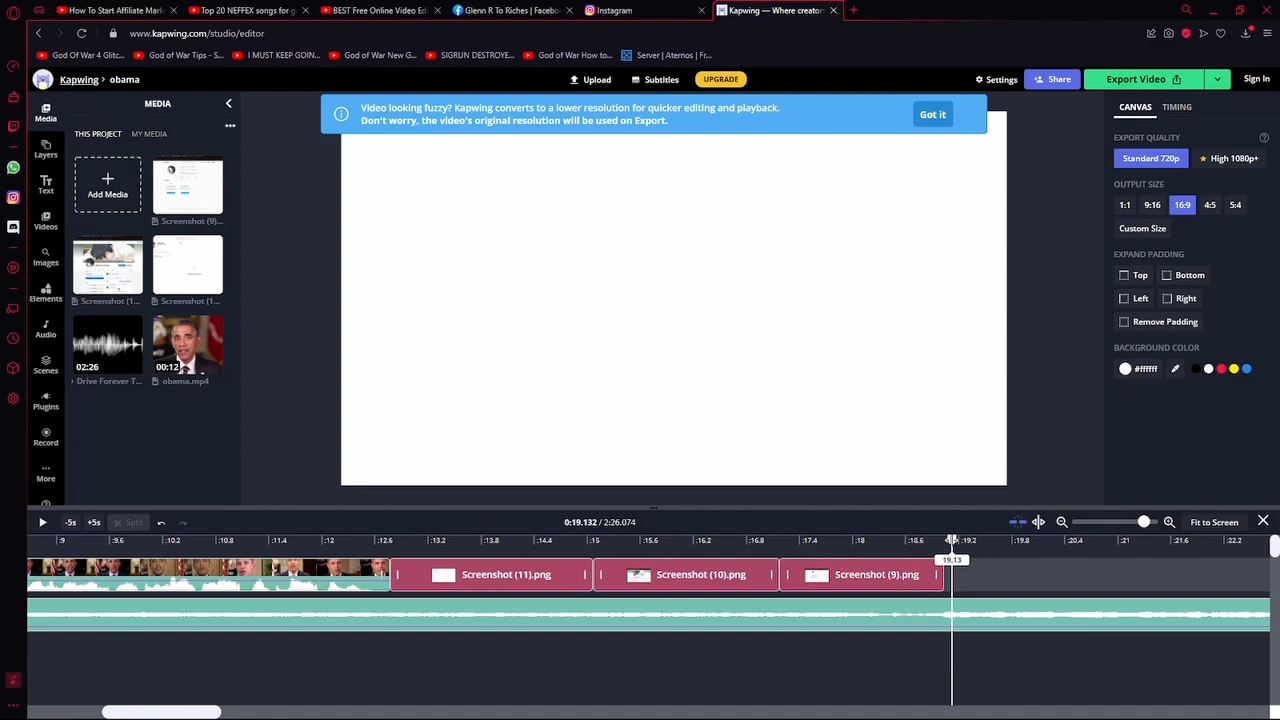 How To Start Affiliate Mark
Top 20 NEFFEX songs for g
BEST Free Online Video Ed
Glenn R To Riches | Facebo
Instagram
Kapwing — Where creator
www.kapwing.com/studio/editor
God Of War 4 Glitc...
God of War Tips - S...
I MUST KEEP GOIN...
God of War New G...
SIGRUN DESTROYE...
God of War How to...
Server | Aternos | Fr...
Kapwing > obama
Upload
Subtitles
UPGRADE
Settings
Share
Export Video
Sign in
Media
Layers
Text
Videos
Images
Elements
Audio
Scenes
Plugins
Record
More
MEDIA
THIS PROJECT
MY MEDIA
Add Media
Screenshot (9)...
Screenshot (1...
Screenshot (1...
02:26
Drive Forever T...
00:12
obama.mp4
Video looking fuzzy? Kapwing converts to a lower resolution for quicker editing and playback.
Don't worry, the video's original resolution will be used on Export.
Got it
CANVAS
TIMING
EXPORT QUALITY
Standard 720p
High 1080p+
OUTPUT SIZE
1:1
9:16
16:9
4:5
5:4
Custom Size
EXPAND PADDING
Top
Bottom
Left
Right
Remove Padding
BACKGROUND COLOR
#ffffff
-5s
+5s
Split
0:19.132 / 2:26.074
Fit to Screen
:9
:9.6
:10.2
:10.8
:11.4
:12
:12.6
:13.2
:13.8
:14.4
:15
:15.6
:16.2
:16.8
:17.4
:18
:18.6
:19.2
:19.8
:20.4
:21
:21.6
:22.2
19.13
Screenshot (11).png
Screenshot (10).png
Screenshot (9).png